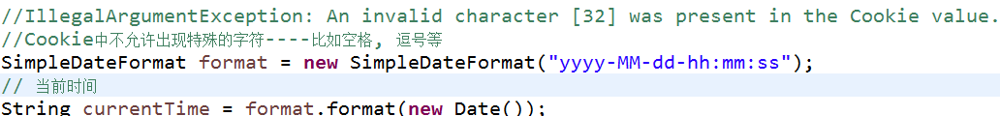 //IllegalArgumentException: An invalid character [32] was present in the Cookie value.
//Cookie中不允许出现特殊的字符----比如空格, 逗号等
SimpleDateFormat format = new SimpleDateFormat("yyyy-MM-dd-hh:mm:ss");
// 当前时间
String currentTime = format.format(new Date());